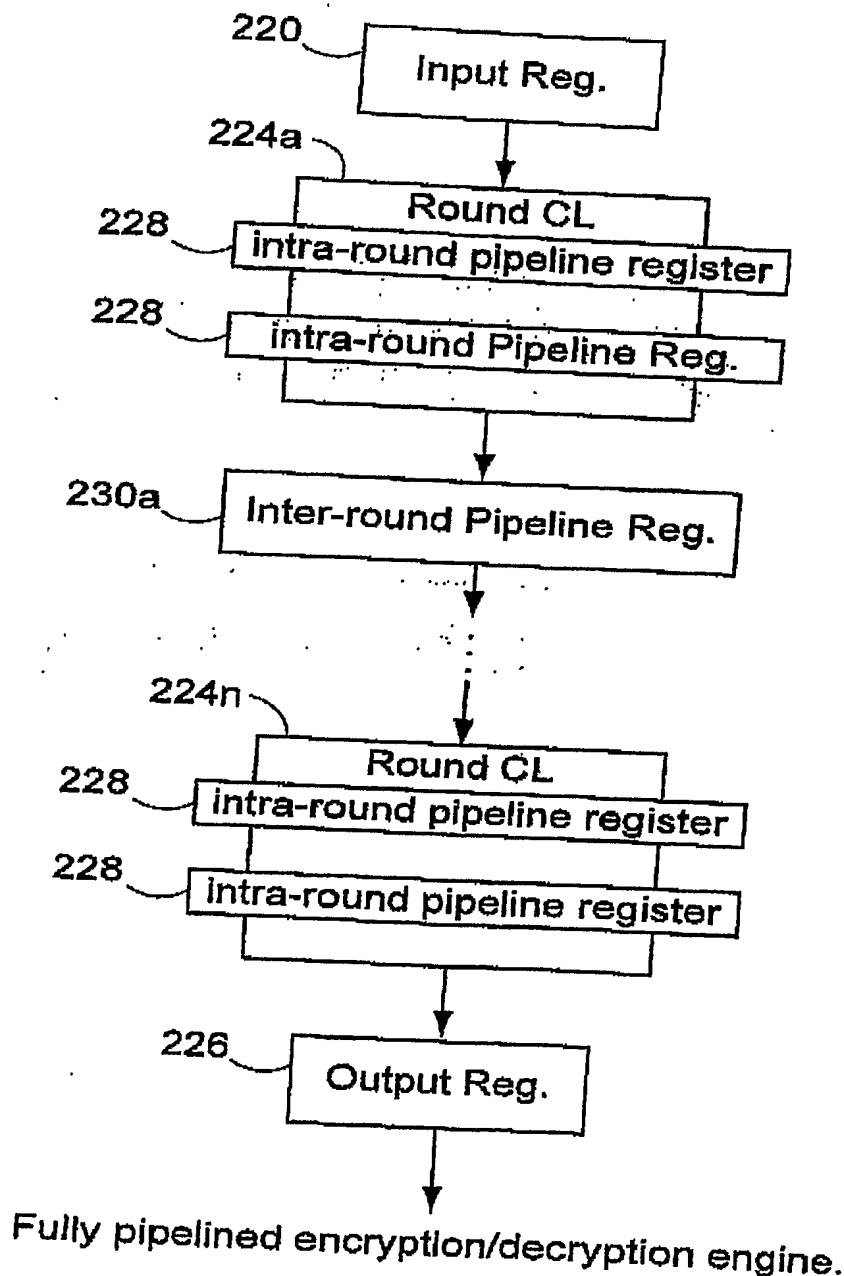 220
Input Reg.
224a
Round CL
228
intra-round pipeline register
228
intra-round Pipeline Reg.
230a
Inter-round Pipeline Reg.
224n
Round CL
228
intra-round pipeline register
228
intra-round pipeline register
226
Output Reg.
Fully pipelined encryption/decryption engine.